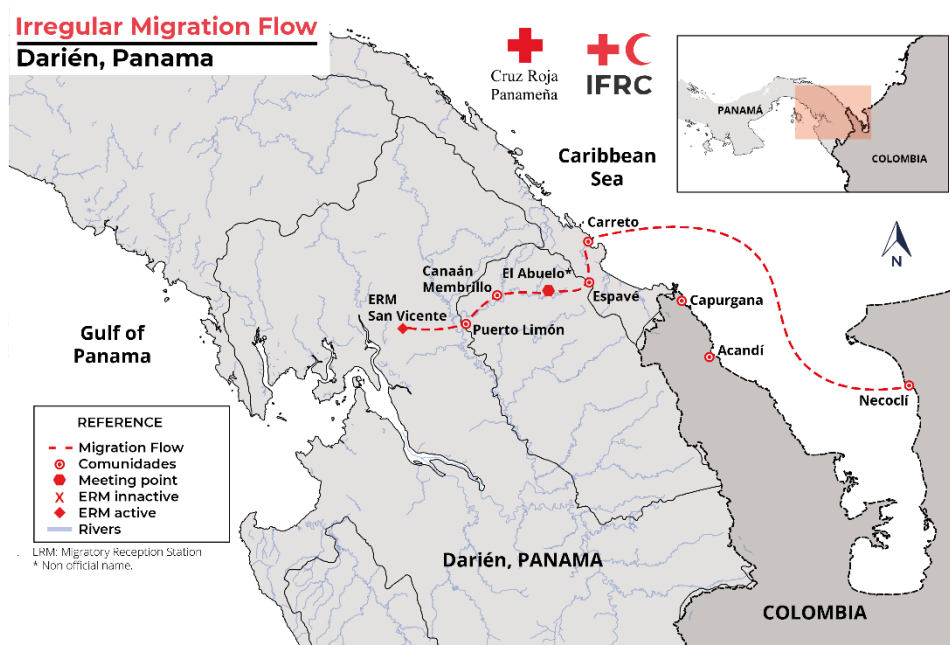 Irregular Migration Flow
Darién, Panama
Cruz Roja
Panameña
IFRC
PANAMÁ
COLOMBIA
Caribbean
Sea
Carreto
N
Canaán
Membrillo
El Abuelo*
Espavé
Capurgana
ERM
San Vicente
Puerto Limón
Acandí
Gulf of
Panama
Necoclí
REFERENCE
Migration Flow
Comunidades
Meeting point
ERM innactive
ERM active
Rivers
. ERM: Migratory Reception Station
* Non official name.
Darién, PANAMA
COLOMBIA